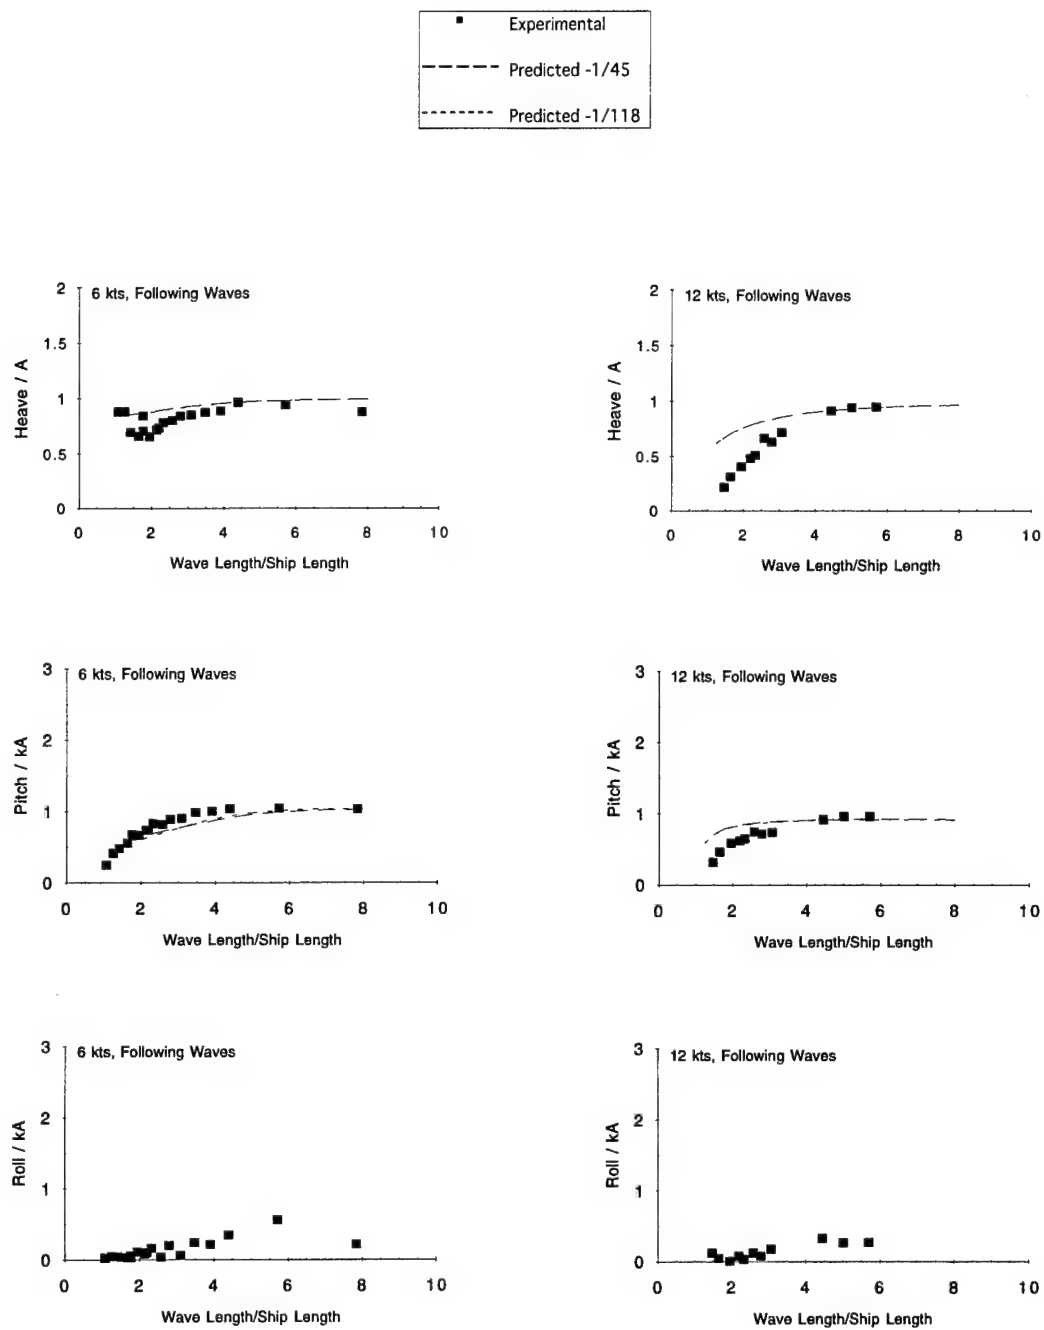 Experimental
Predicted -1/45
Predicted -1/118
6 kts, Following Waves
2
1.5
1
0.5
0
Heave / A
0 2 4 6 8 10
Wave Length/Ship Length
12 kts, Following Waves
2
1.5
1
0.5
0
Heave / A
0 2 4 6 8 10
Wave Length/Ship Length
6 kts, Following Waves
3
2
1
0
Pitch / kA
0 2 4 6 8 10
Wave Length/Ship Length
12 kts, Following Waves
3
2
1
0
Pitch / kA
0 2 4 6 8 10
Wave Length/Ship Length
6 kts, Following Waves
3
2
1
0
Roll / kA
0 2 4 6 8 10
Wave Length/Ship Length
12 kts, Following Waves
3
2
1
0
Roll / kA
0 2 4 6 8 10
Wave Length/Ship Length